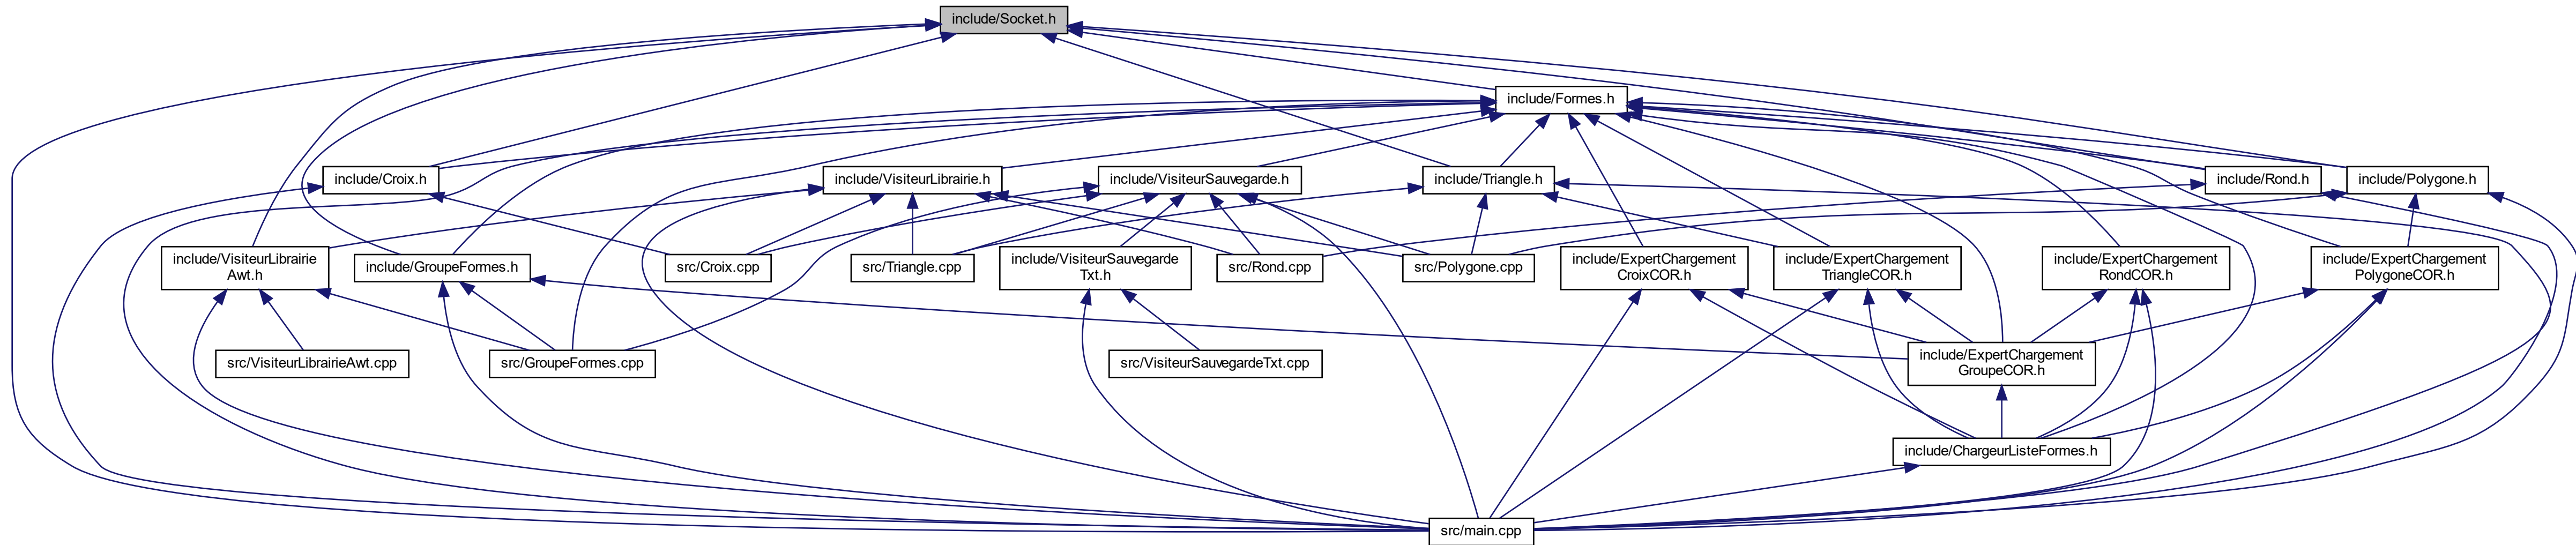 include/Socket.h
include/Formes.h
include/Croix.h
include/VisiteurLibrairie.h
include/VisiteurSauvegarde.h
include/Triangle.h
include/Rond.h
include/Polygone.h
include/VisiteurLibrairie
Awt.h
include/GroupeFormes.h
src/Croix.cpp
src/Triangle.cpp
include/VisiteurSauvegarde
Txt.h
src/Rond.cpp
src/Polygone.cpp
include/ExpertChargement
CroixCOR.h
include/ExpertChargement
TriangleCOR.h
include/ExpertChargement
RondCOR.h
include/ExpertChargement
PolygoneCOR.h
src/VisiteurLibrairieAwt.cpp
src/GroupeFormes.cpp
src/VisiteurSauvegardeTxt.cpp
include/ExpertChargement
GroupeCOR.h
include/ChargeurListeFormes.h
src/main.cpp